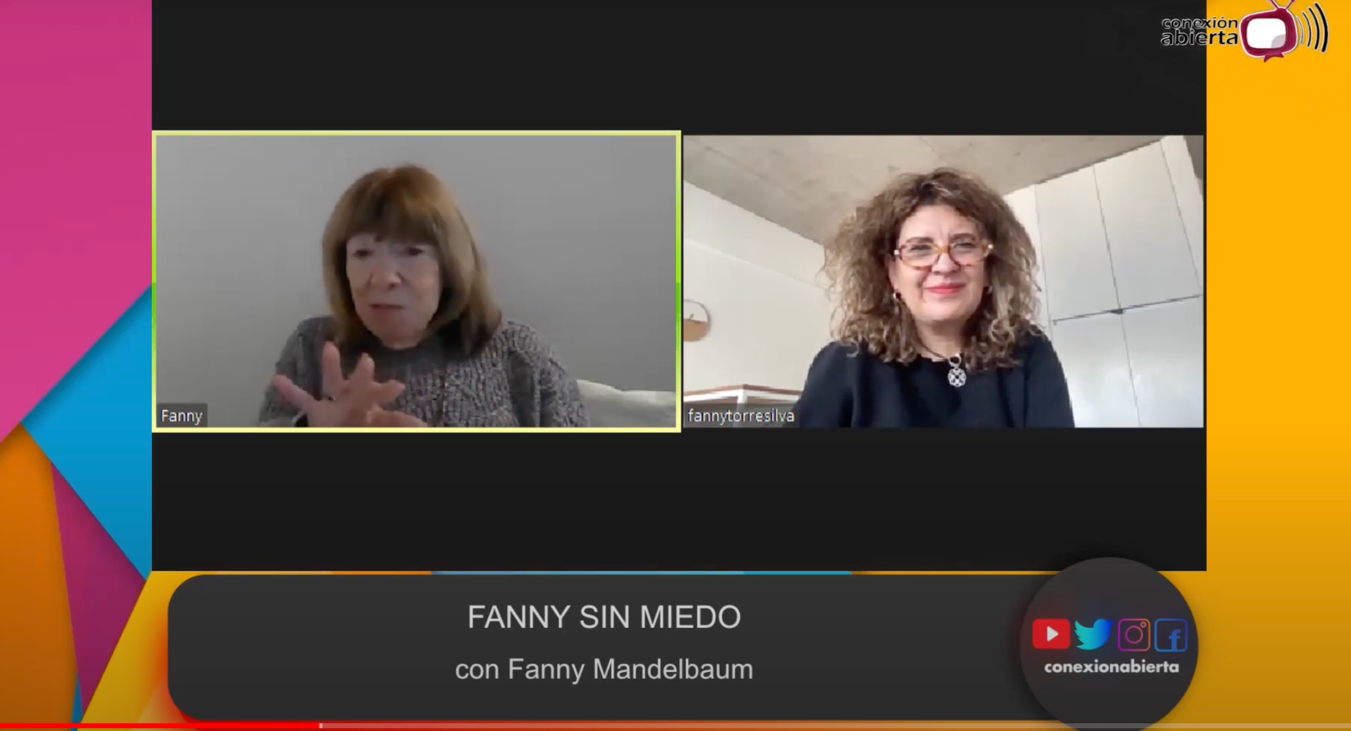 conexión
abierta
Fanny
fannytorresilva
FANNY SIN MIEDO
con Fanny Mandelbaum
conexionabierta